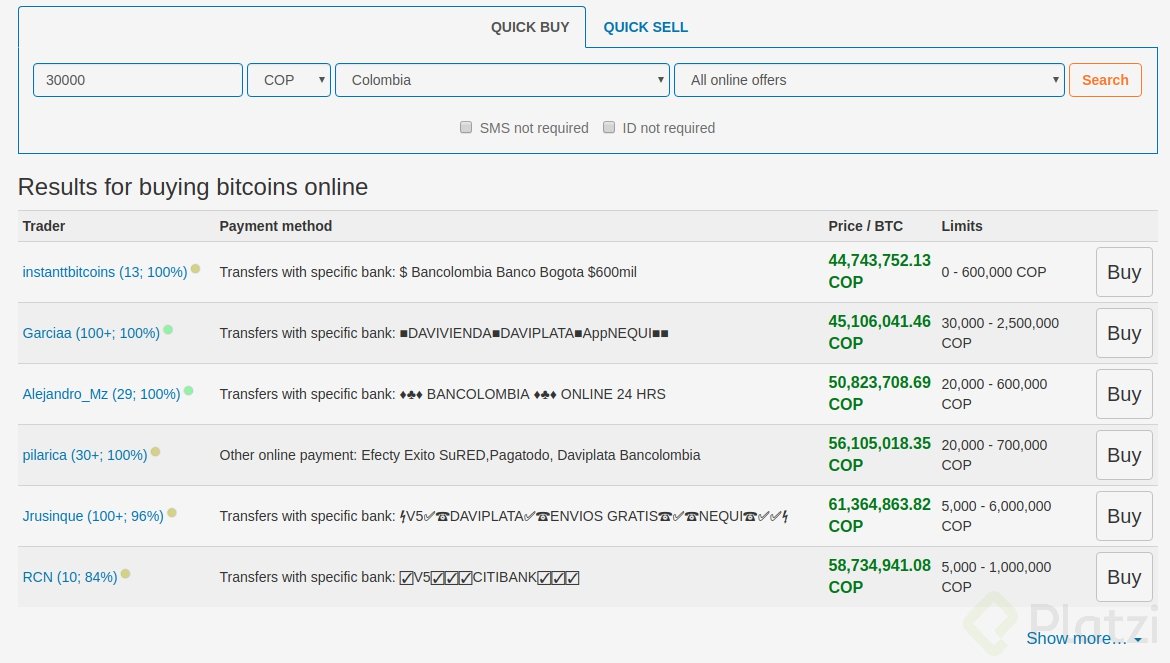 QUICK BUY QUICK SELL
30000 COP Colombia All online offers Search
SMS not required ID not required
Results for buying bitcoins online
Trader Payment method Price / BTC Limits
instanttbitcoins (13; 100%) Transfers with specific bank: $ Bancolombia Banco Bogota $600mil 44,743,752.13 COP 0 - 600,000 COP Buy
Garciaa (100+; 100%) Transfers with specific bank: ■DAVIVIENDA■DAVIPLATA■AppNEQUI■■ 45,106,041.46 COP 30,000 - 2,500,000 COP Buy
Alejandro_Mz (29; 100%) Transfers with specific bank: ♦♣♦ BANCOLOMBIA ♦♣♦ ONLINE 24 HRS 50,823,708.69 COP 20,000 - 600,000 COP Buy
pilarica (30+; 100%) Other online payment: Efecty Exito SuRED,Pagatodo, Daviplata Bancolombia 56,105,018.35 COP 20,000 - 700,000 COP Buy
Jrusinque (100+; 96%) Transfers with specific bank: ϟV5✅☎DAVIPLATA✅☎ENVIOS GRATIS☎✅☎NEQUI☎✅✅ϟ 61,364,863.82 COP 5,000 - 6,000,000 COP Buy
RCN (10; 84%) Transfers with specific bank: ☑V5☑☑☑CITIBANK☑☑☑ 58,734,941.08 COP 5,000 - 1,000,000 COP Buy
Platzi
Show more...